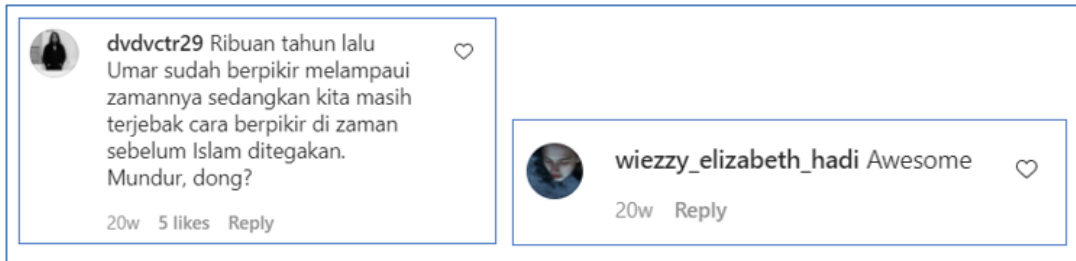 dvdvctr29 Ribuan tahun lalu
Umar sudah berpikir melampaui
zamannya sedangkan kita masih
terjebak cara berpikir di zaman
sebelum Islam ditegakan.
Mundur, dong?
20w 5 likes Reply
wiezzy_elizabeth_hadi Awesome
20w Reply